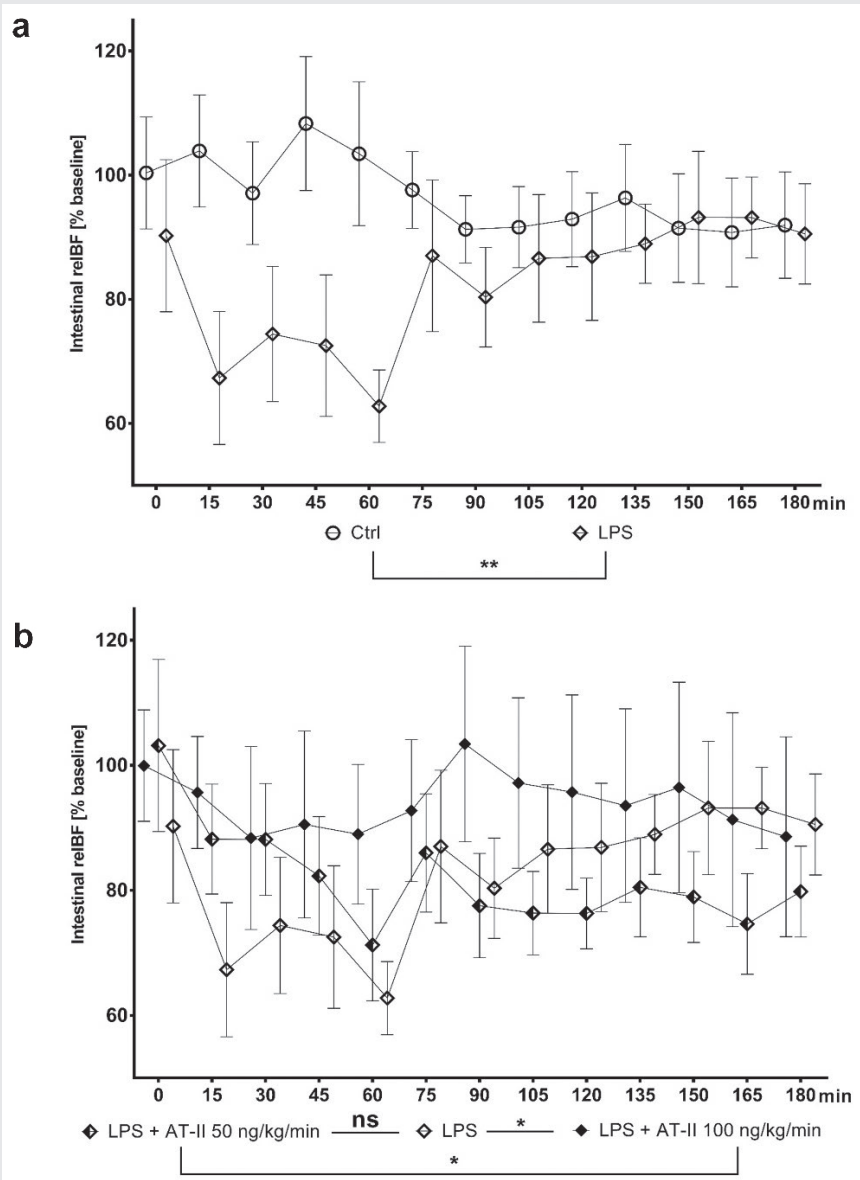 a
120
100
80
60
Intestinal relBF [% baseline]
0 15 30 45 60 75 90 105 120 135 150 165 180 min
Ctrl LPS
**
b
120
100
80
60
Intestinal relBF [% baseline]
0 15 30 45 60 75 90 105 120 135 150 165 180 min
LPS + AT-II 50 ng/kg/min ns LPS * LPS + AT-II 100 ng/kg/min
*